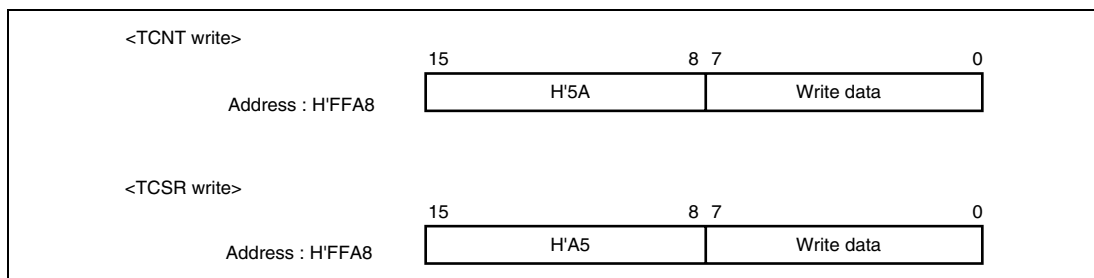 <TCNT write>
15 8 7 0
Address : H'FFA8 H'5A Write data
<TCSR write>
15 8 7 0
Address : H'FFA8 H'A5 Write data